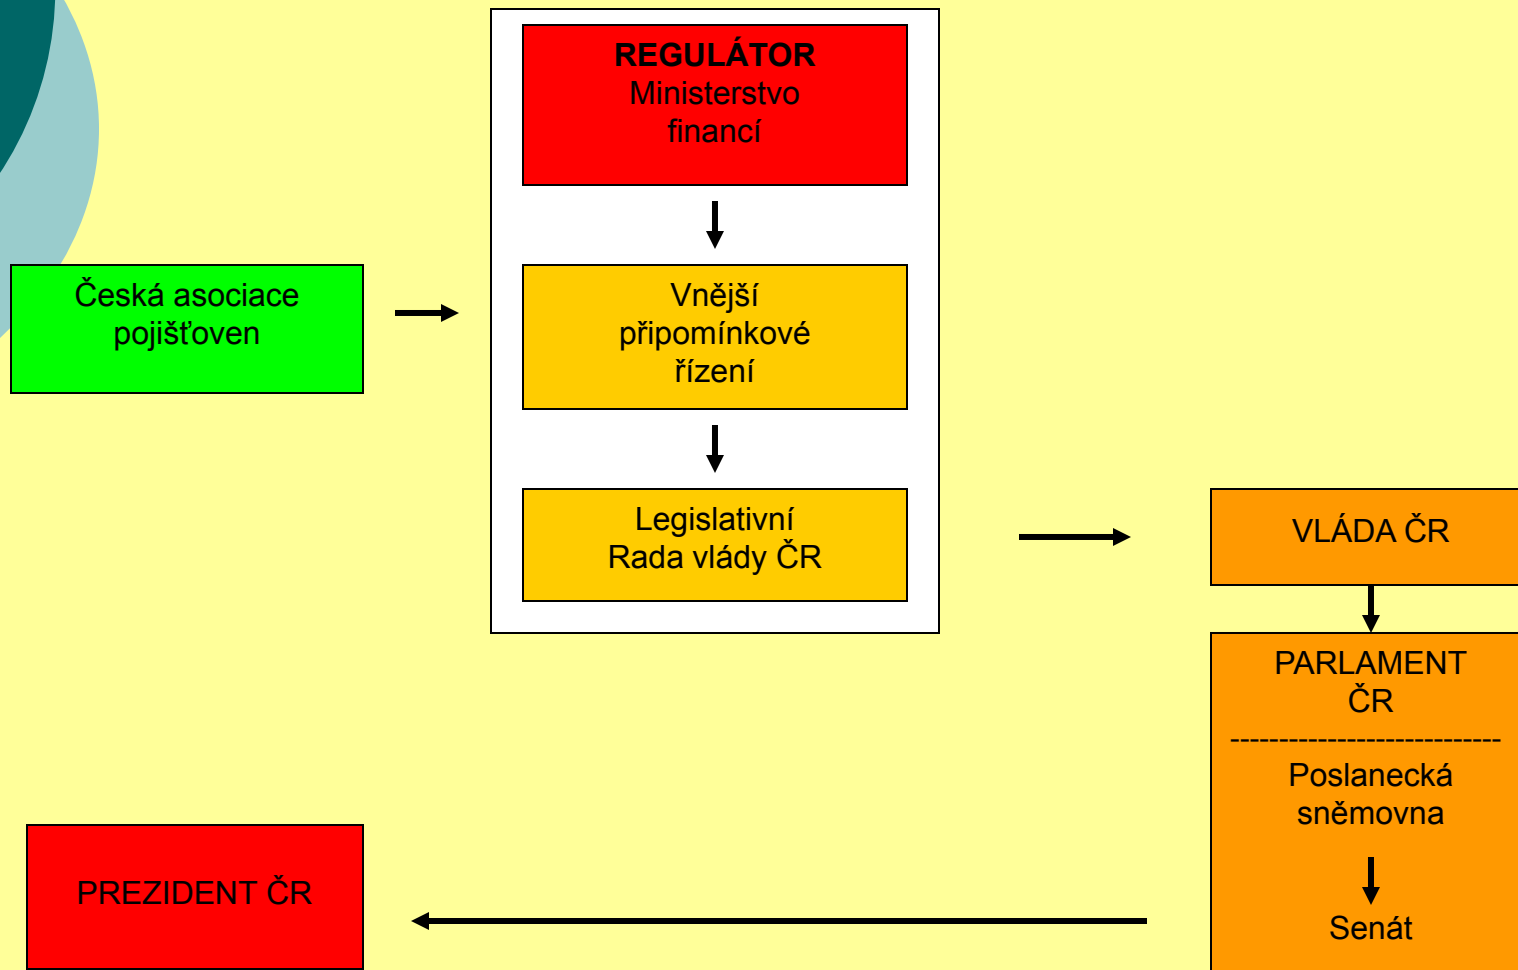 REGULÁTOR
Ministerstvo
financí
Česká asociace
pojišťoven
Vnější
připomínkové
řízení
Legislativní
Rada vlády ČR
VLÁDA ČR
PARLAMENT
ČR
----------------------------
Poslanecká
sněmovna
Senát
PREZIDENT ČR